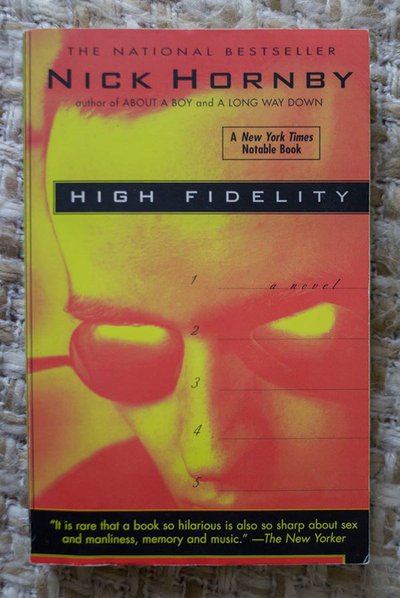 THE NATIONAL BESTSELLER
NICK HORNBY
author of ABOUT A BOY and A LONG WAY DOWN
A New York Times
Notable Book
HIGH FIDELITY
1
a novel
2
3
4
5
"It is rare that a book so hilarious is also so sharp about sex
and manliness, memory and music." —The New Yorker